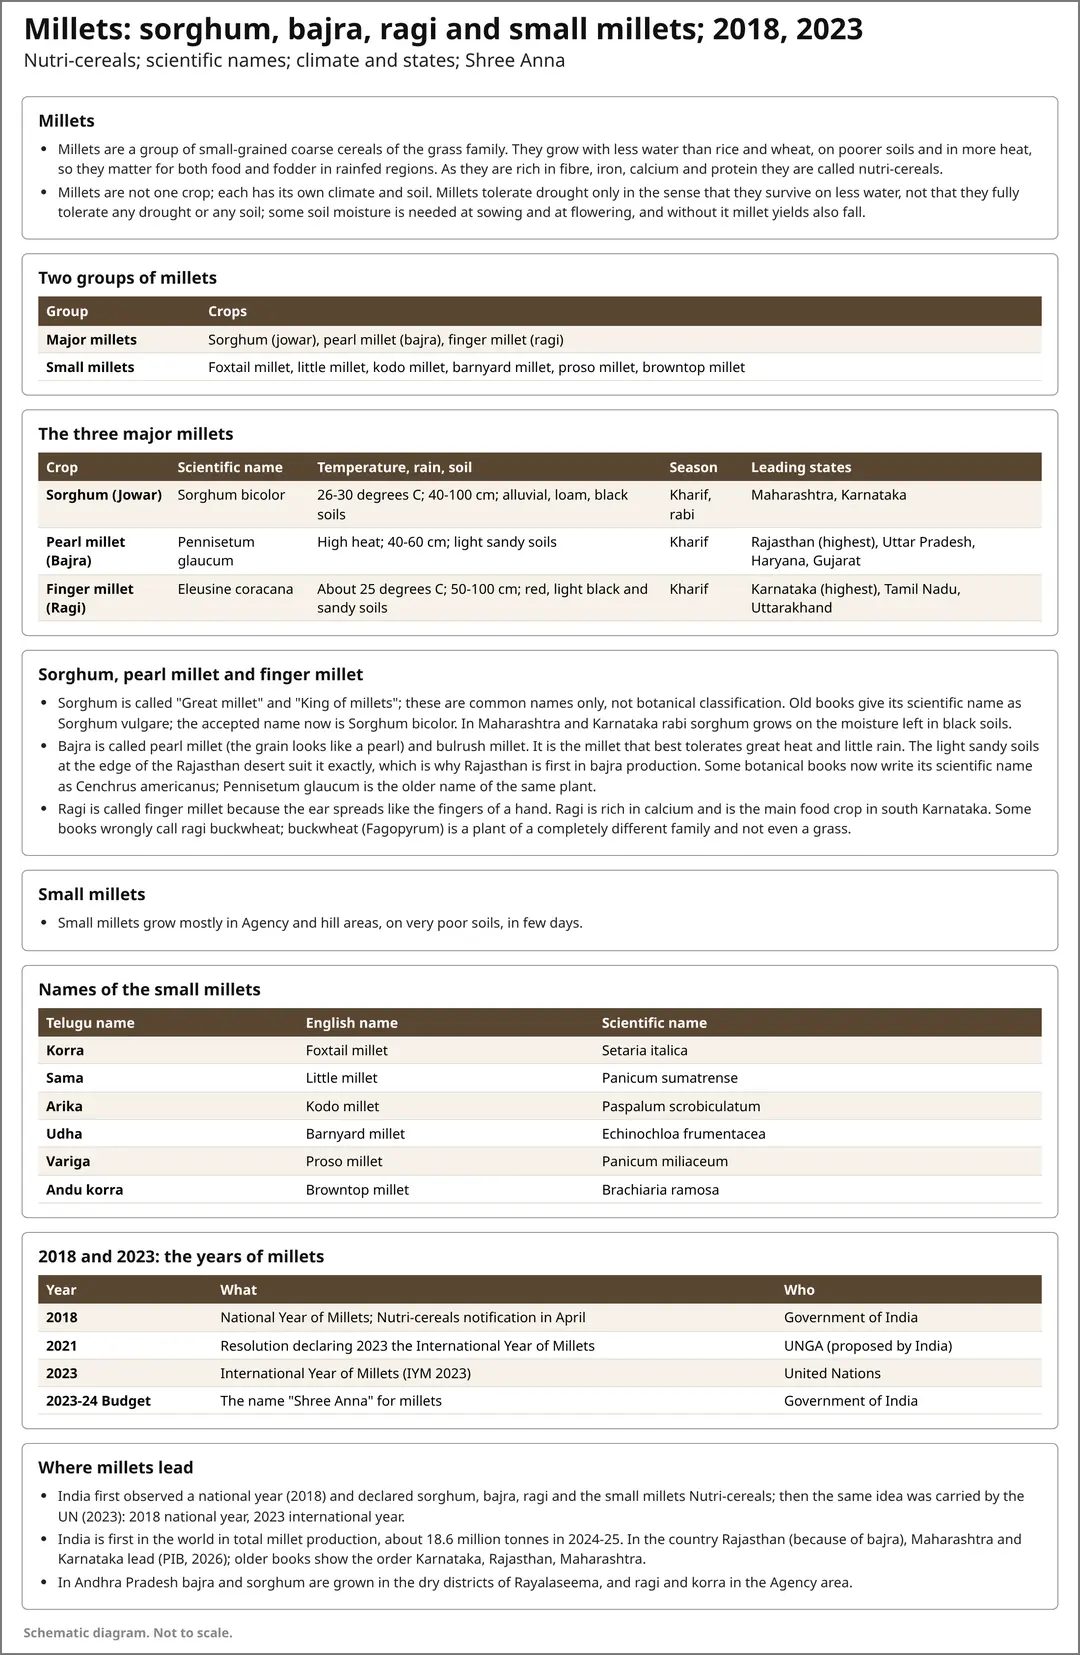 Millets: sorghum, bajra, ragi and small millets; 2018, 2023
Nutri-cereals; scientific names; climate and states; Shree Anna
Millets
• Millets are a group of small-grained coarse cereals of the grass family. They grow with less water than rice and wheat, on poorer soils and in more heat,
so they matter for both food and fodder in rainfed regions. As they are rich in fibre, iron, calcium and protein they are called nutri-cereals.
• Millets are not one crop; each has its own climate and soil. Millets tolerate drought only in the sense that they survive on less water, not that they fully
tolerate any drought or any soil; some soil moisture is needed at sowing and at flowering, and without it millet yields also fall.
Two groups of millets
Group Crops
Major millets Sorghum (jowar), pearl millet (bajra), finger millet (ragi)
Small millets Foxtail millet, little millet, kodo millet, barnyard millet, proso millet, browntop millet
The three major millets
Crop Scientific name Temperature, rain, soil Season Leading states
Sorghum (Jowar) Sorghum bicolor 26-30 degrees C; 40-100 cm; alluvial, loam, black Kharif, Maharashtra, Karnataka
soils rabi
Pearl millet Pennisetum High heat; 40-60 cm; light sandy soils Kharif Rajasthan (highest), Uttar Pradesh,
(Bajra) glaucum Haryana, Gujarat
Finger millet Eleusine coracana About 25 degrees C; 50-100 cm; red, light black and Kharif Karnataka (highest), Tamil Nadu,
(Ragi) sandy soils Uttarakhand
Sorghum, pearl millet and finger millet
• Sorghum is called "Great millet" and "King of millets"; these are common names only, not botanical classification. Old books give its scientific name as
Sorghum vulgare; the accepted name now is Sorghum bicolor. In Maharashtra and Karnataka rabi sorghum grows on the moisture left in black soils.
• Bajra is called pearl millet (the grain looks like a pearl) and bulrush millet. It is the millet that best tolerates great heat and little rain. The light sandy soils
at the edge of the Rajasthan desert suit it exactly, which is why Rajasthan is first in bajra production. Some botanical books now write its scientific name
as Cenchrus americanus; Pennisetum glaucum is the older name of the same plant.
• Ragi is called finger millet because the ear spreads like the fingers of a hand. Ragi is rich in calcium and is the main food crop in south Karnataka. Some
books wrongly call ragi buckwheat; buckwheat (Fagopyrum) is a plant of a completely different family and not even a grass.
Small millets
• Small millets grow mostly in Agency and hill areas, on very poor soils, in few days.
Names of the small millets
Telugu name English name Scientific name
Korra Foxtail millet Setaria italica
Sama Little millet Panicum sumatrense
Arika Kodo millet Paspalum scrobiculatum
Udha Barnyard millet Echinochloa frumentacea
Variga Proso millet Panicum miliaceum
Andu korra Browntop millet Brachiaria ramosa
2018 and 2023: the years of millets
Year What Who
2018 National Year of Millets; Nutri-cereals notification in April Government of India
2021 Resolution declaring 2023 the International Year of Millets UNGA (proposed by India)
2023 International Year of Millets (IYM 2023) United Nations
2023-24 Budget The name "Shree Anna" for millets Government of India
Where millets lead
• India first observed a national year (2018) and declared sorghum, bajra, ragi and the small millets Nutri-cereals; then the same idea was carried by the
UN (2023): 2018 national year, 2023 international year.
• India is first in the world in total millet production, about 18.6 million tonnes in 2024-25. In the country Rajasthan (because of bajra), Maharashtra and
Karnataka lead (PIB, 2026); older books show the order Karnataka, Rajasthan, Maharashtra.
• In Andhra Pradesh bajra and sorghum are grown in the dry districts of Rayalaseema, and ragi and korra in the Agency area.
Schematic diagram. Not to scale.